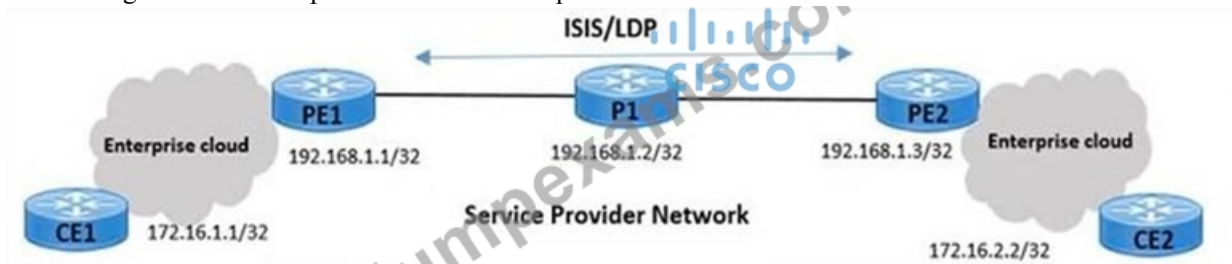 ISIS/LDP
CISCO
PE1
P1
PE2
Enterprise cloud
Enterprise cloud
192.168.1.1/32
192.168.1.2/32
192.168.1.3/32
Service Provider Network
CE1
172.16.1.1/32
172.16.2.2/32
CE2